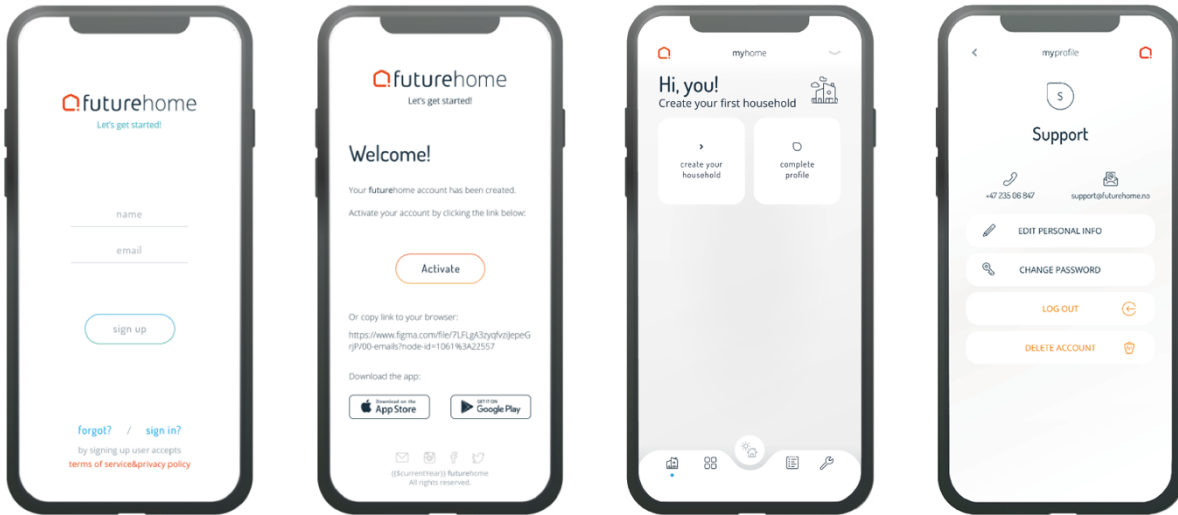 futurehome
Let's get started!
name
email
sign up
forgot? / sign in?
by signing up user accepts
terms of service&privacy policy
futurehome
Let's get started!
Welcome!
Your futurehome account has been created.
Activate your account by clicking the link below:
Activate
Or copy link to your browser:
https://www.figma.com/file/7LFLgA3zyqfvziJepeG
rjP/00-emails?node-id=1061%3A22557
Download the app:
Download on the
App Store
GET IT ON
Google Play
{{$currentYear}} futurehome
All rights reserved.
myhome
Hi, you!
Create your first household
create your
household
complete
profile
myprofile
S
Support
+47 235 06 847
support@futurehome.no
EDIT PERSONAL INFO
CHANGE PASSWORD
LOG OUT
DELETE ACCOUNT